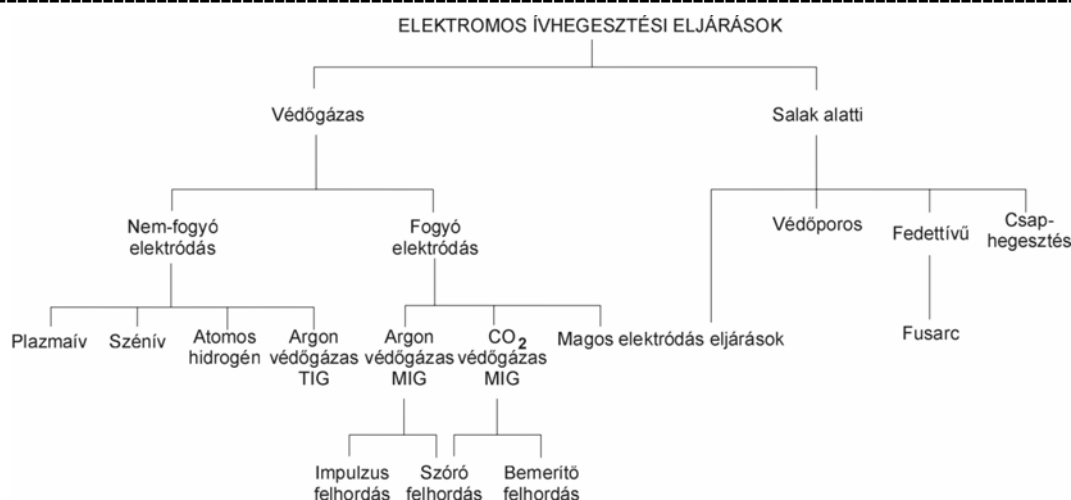 ELEKTROMOS ÍVHEGESZTÉSI ELJÁRÁSOK
Védőgázas
Salak alatti
Nem-fogyó
elektródás
Fogyó
elektródás
Védőporos
Fedettívű
Csap-
hegesztés
Plazmaív
Szénív
Atomos
hidrogén
Argon
védőgázas
TIG
Argon
védőgázas
MIG
CO2
védőgázas
MIG
Magos elektródás eljárások
Fusarc
Impulzus
felhordás
Szóró
felhordás
Bemerítő
felhordás